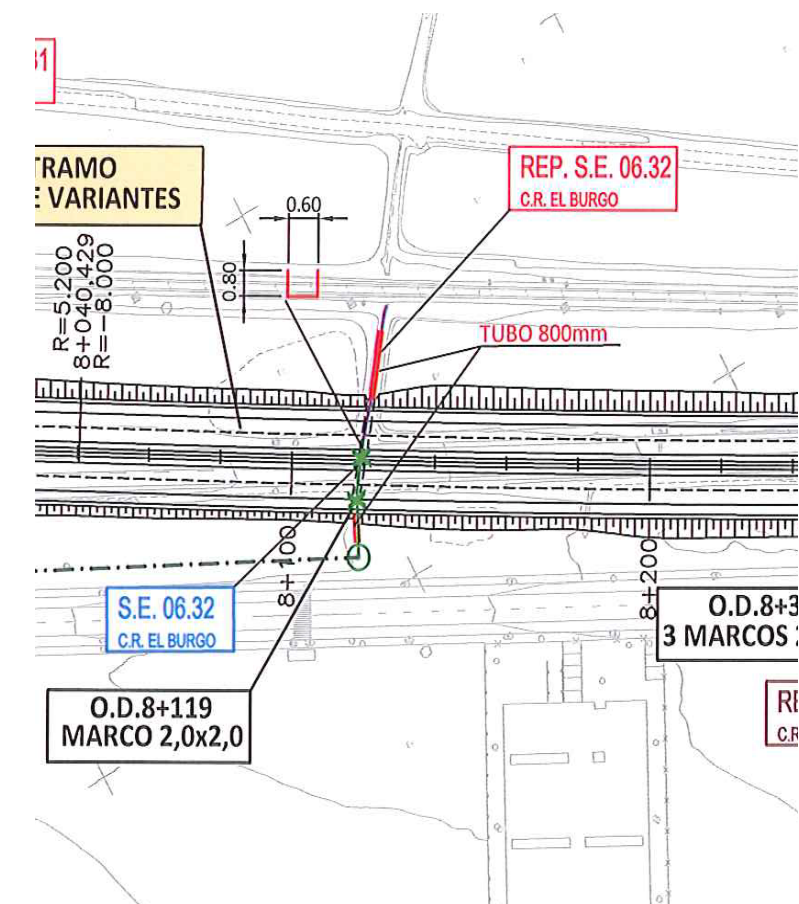 TRAMO
VARIANTES
REP. S.E. 06.32
C.R. EL BURGO
0.60
0.80
R=5.200
8+040,429
R=-8.000
TUBO 800mm
8+100
8+200
S.E. 06.32
C.R. EL BURGO
O.D.8+3
3 MARCOS 2
O.D.8+119
MARCO 2,0x2,0
RE
C.R